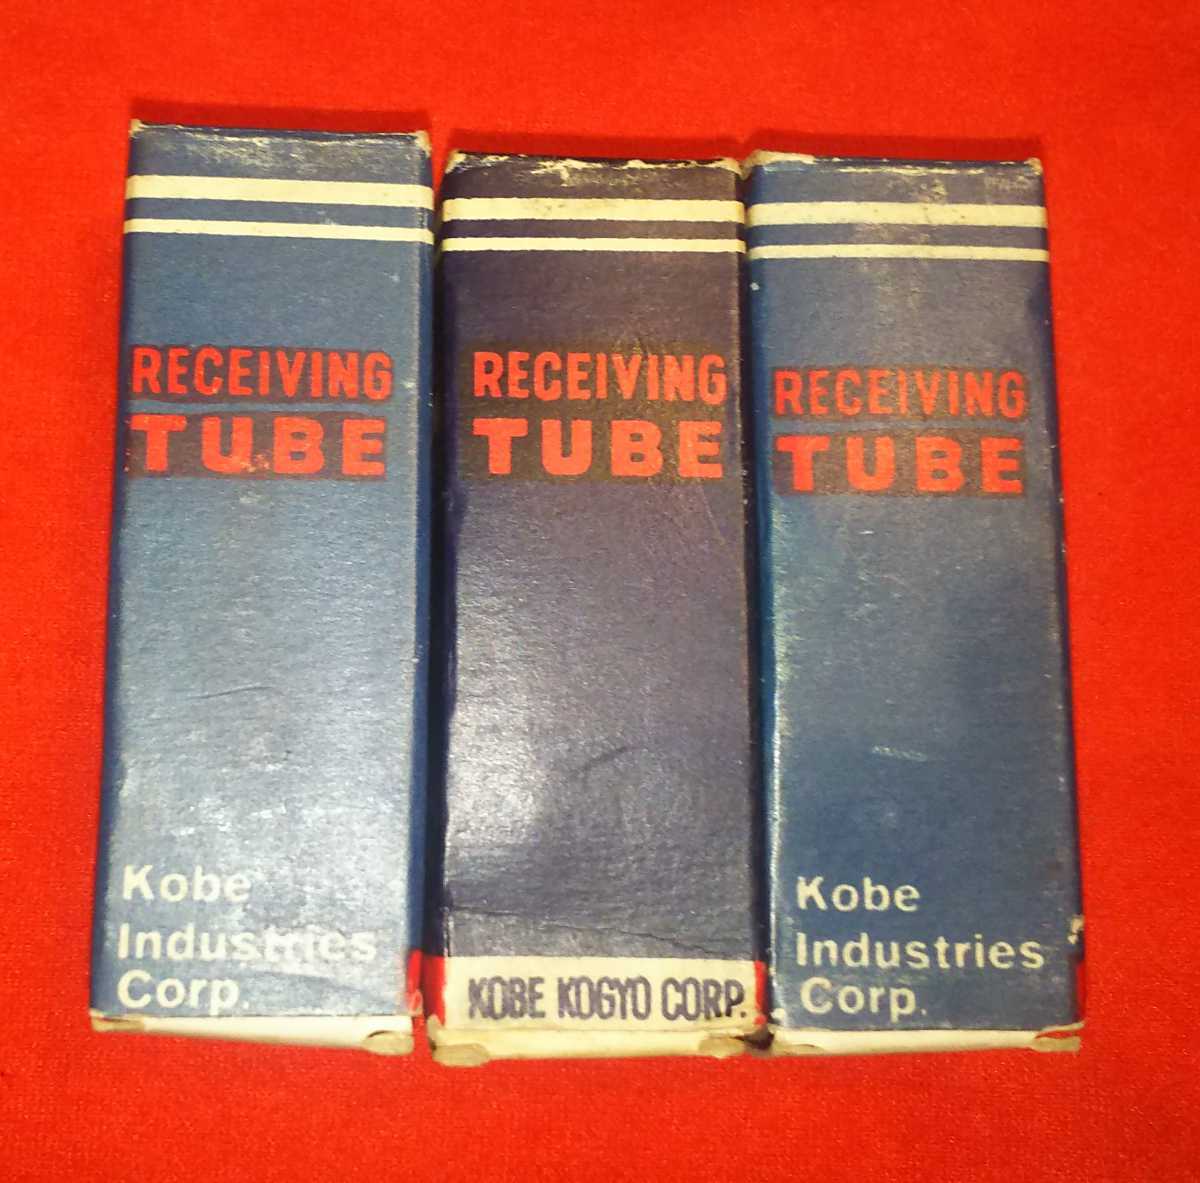 RECEIVING
TUBE
Kobe
Industries
Corp.
RECEIVING
TUBE
KOBE KOGYO CORP.
RECEIVING
TUBE
Kobe
Industries
Corp.